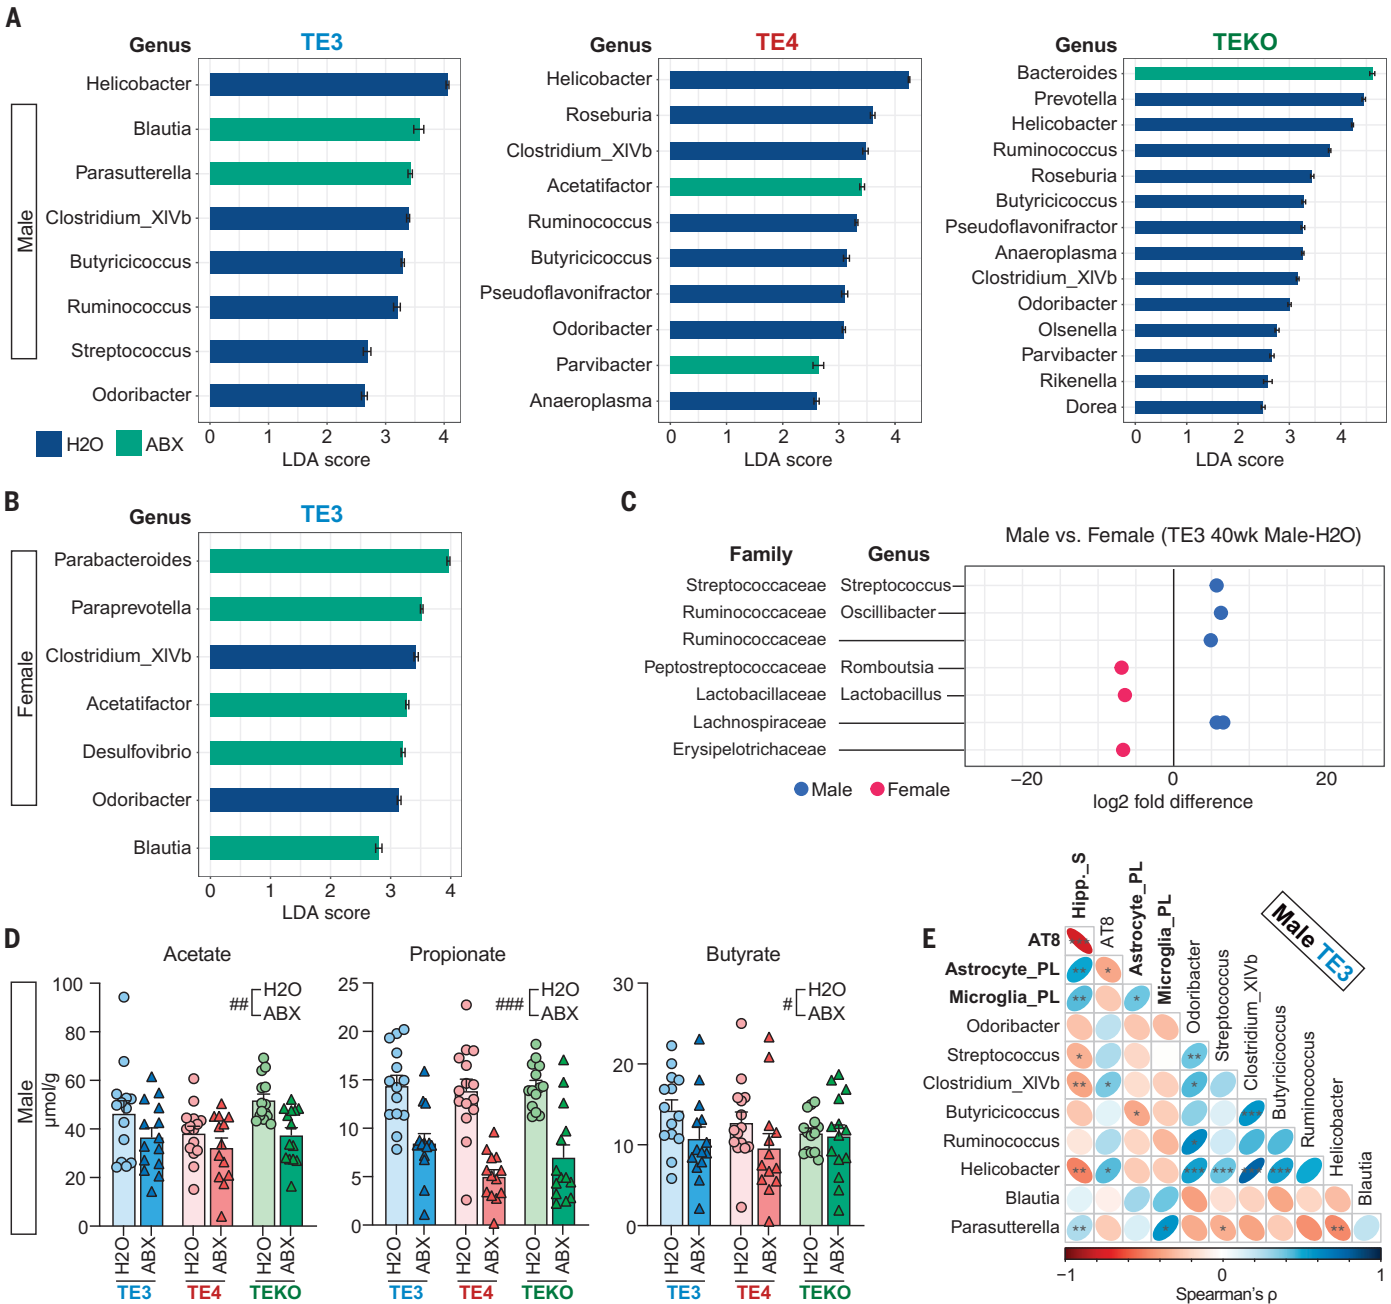 A
Genus
TE3
Male
Helicobacter
Blautia
Parasutterella
Clostridium_XIVb
Butyricicoccus
Ruminococcus
Streptococcus
Odoribacter
0 1 2 3 4
LDA score
H2O ABX
Genus
TE4
Helicobacter
Roseburia
Clostridium_XIVb
Acetatifactor
Ruminococcus
Butyricicoccus
Pseudoflavonifractor
Odoribacter
Parvibacter
Anaeroplasma
0 1 2 3 4
LDA score
Genus
TEKO
Bacteroides
Prevotella
Helicobacter
Ruminococcus
Roseburia
Butyricicoccus
Pseudoflavonifractor
Anaeroplasma
Clostridium_XIVb
Odoribacter
Olsenella
Parvibacter
Rikenella
Dorea
0 1 2 3 4
LDA score
B
Genus
TE3
Female
Parabacteroides
Paraprevotella
Clostridium_XIVb
Acetatifactor
Desulfovibrio
Odoribacter
Blautia
0 1 2 3 4
LDA score
C
Male vs. Female (TE3 40wk Male-H2O)
Family Genus
Streptococcaceae Streptococcus
Ruminococcaceae Oscillibacter
Ruminococcaceae
Peptostreptococcaceae Romboutsia
Lactobacillaceae Lactobacillus
Lachnospiraceae
Erysipelotrichaceae
−20 0 20
log2 fold difference
Male Female
D
Male
Acetate
μmol/g
100
80
60
40
20
0
## H2O
ABX
H2O ABX H2O ABX H2O ABX
TE3 TE4 TEKO
Propionate
25
20
15
10
5
0
### H2O
ABX
H2O ABX H2O ABX H2O ABX
TE3 TE4 TEKO
Butyrate
30
20
10
0
# H2O
ABX
H2O ABX H2O ABX H2O ABX
TE3 TE4 TEKO
E
Male TE3
Hipp._S
AT8
Astrocyte_PL
Microglia_PL
Odoribacter
Streptococcus
Clostridium_XIVb
Butyricicoccus
Ruminococcus
Helicobacter
Blautia
AT8
Astrocyte_PL ** *
Microglia_PL ** *
Odoribacter
Streptococcus * **
Clostridium_XIVb ** * *
Butyricicoccus * ***
Ruminococcus *
Helicobacter ** * *** *** *** ***
Blautia
Parasutterella ** * * **
−1 0 1
Spearman's ρ